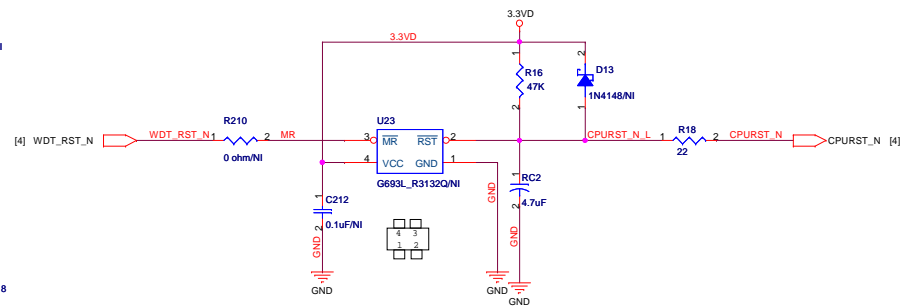 3.3VD
3.3VD
1
2
R16
47K
2
D13
1N4148/NI
1
[4] WDT_RST_N
WDT_RST_N
1
R210
2
0 ohm/NI
MR
U23
3
MR
RST
2
4
VCC
GND
1
G693L_R3132Q/NI
CPURST_N_L
1
R18
2
22
CPURST_N
CPURST_N [4]
1
C212
2
0.1uF/NI
GND
GND
4 3
1 2
GND
GND
1
RC2
2
4.7uF
GND
GND
8